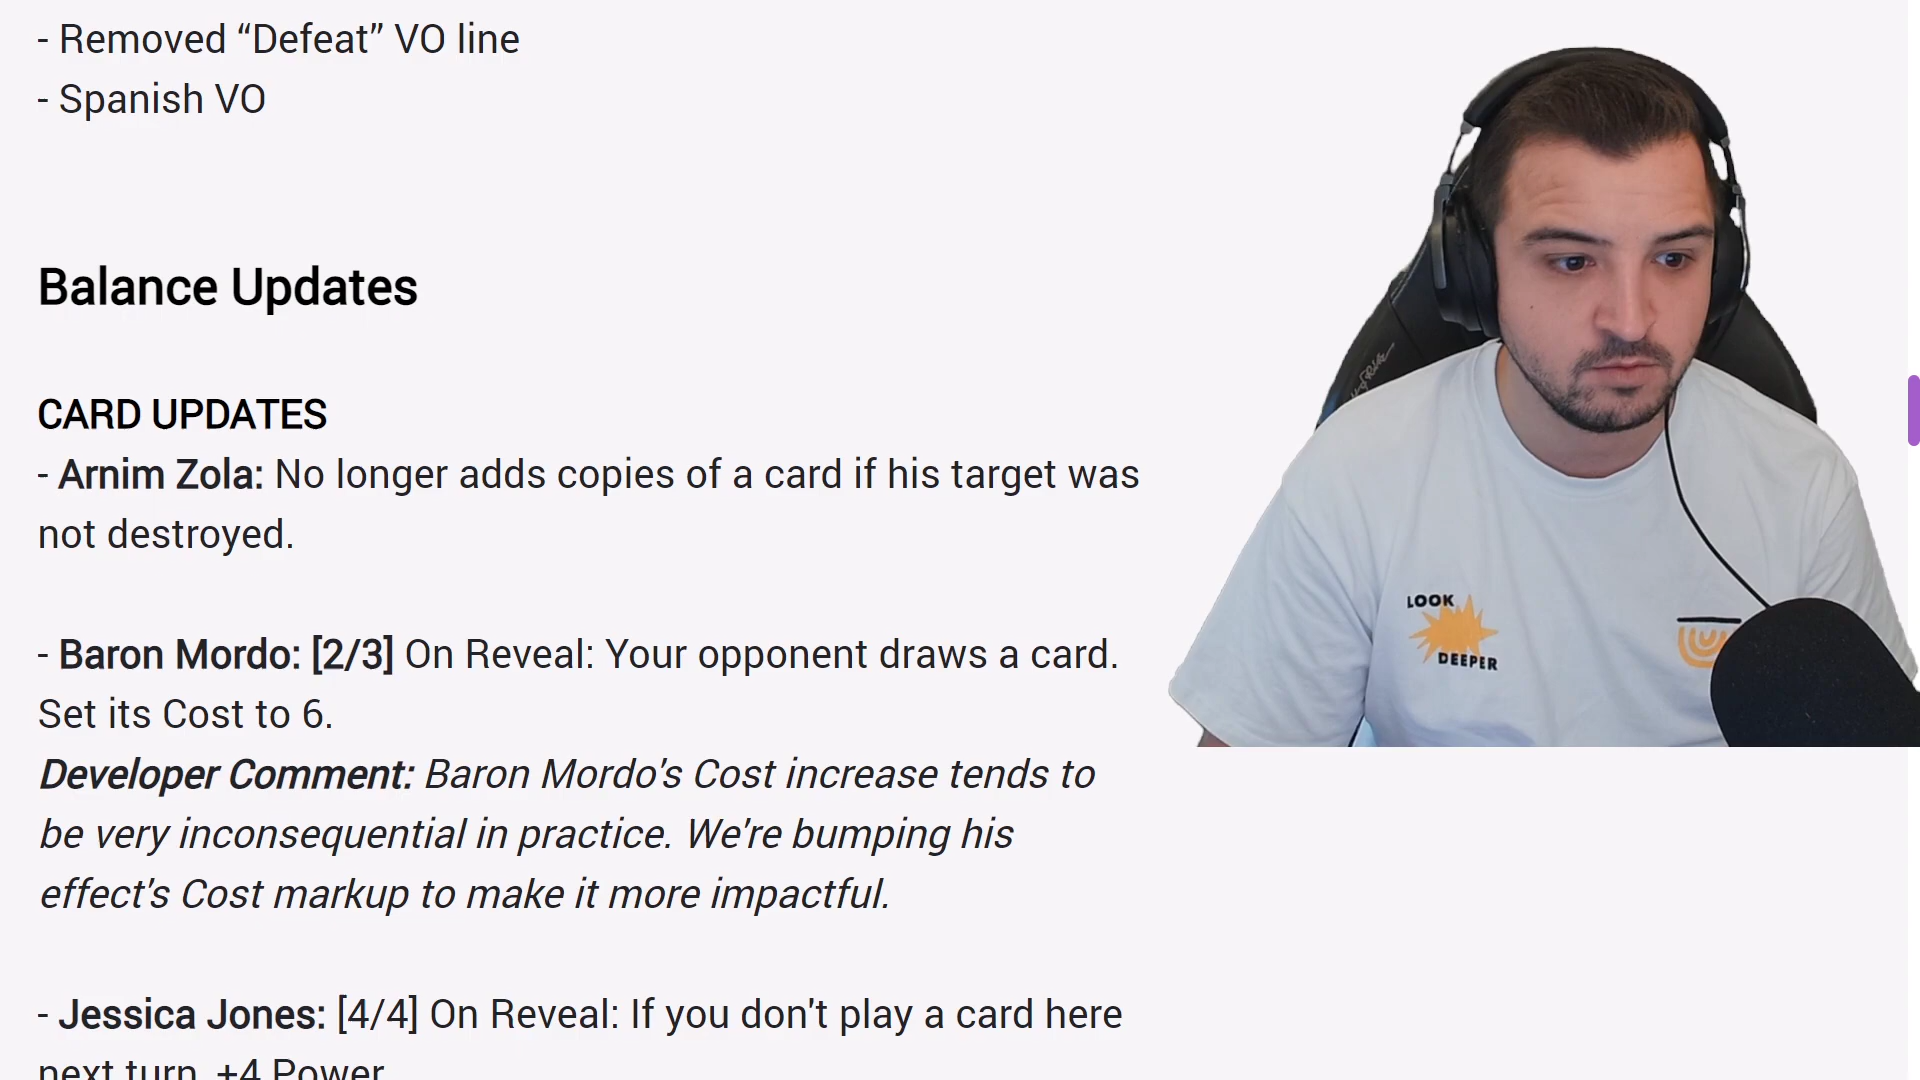 - Removed “Defeat” VO line
- Spanish VO
Balance Updates
CARD UPDATES
- Arnim Zola: No longer adds copies of a card if his target was
not destroyed.
- Baron Mordo: [2/3] On Reveal: Your opponent draws a card.
Set its Cost to 6.
Developer Comment: Baron Mordo's Cost increase tends to
be very inconsequential in practice. We're bumping his
effect's Cost markup to make it more impactful.
- Jessica Jones: [4/4] On Reveal: If you don't play a card here
next turn, +4 Power
LOOK
DEEPER